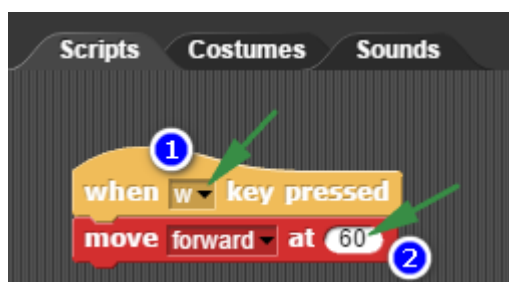 Scripts Costumes Sounds
1
when w key pressed
move forward at 60
2